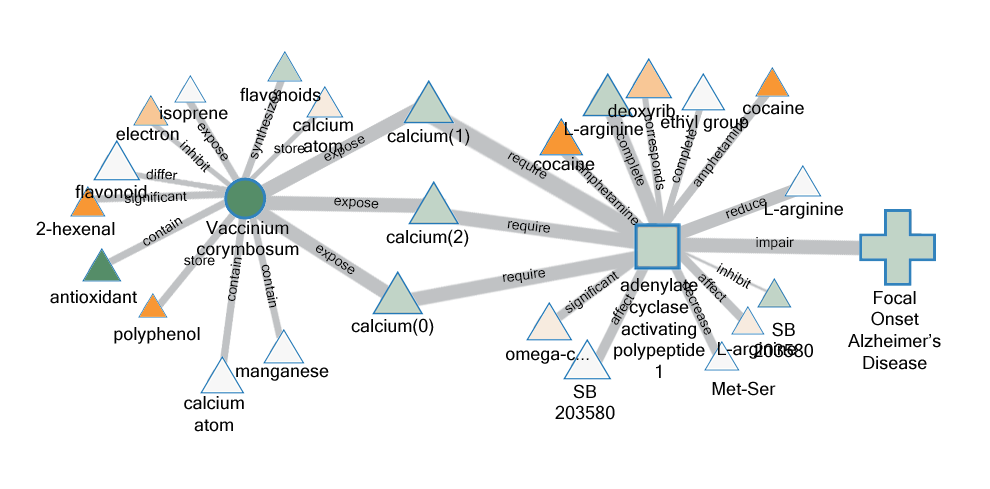 flavonoids
isoprene
electron
calcium
atom
flavonoid
2-hexenal
antioxidant
polyphenol
calcium
atom
manganese
Vaccinium
corymbosum
expose
inhibit
synthesizes
store
differ
significant
contain
store
contain
contain
expose
expose
expose
calcium(1)
calcium(2)
calcium(0)
require
require
require
cocaine
L-arginine
deoxyrib
ethyl group
cocaine
L-arginine
amphetamine
complete
corresponds
complete
amphetamine
reduce
impair
inhibit
affect
decrease
affect
significant
adenylate
cyclase
activating
polypeptide
1
omega-c...
SB
203580
Met-Ser
L-arginine
SB
203580
Focal
Onset
Alzheimer's
Disease